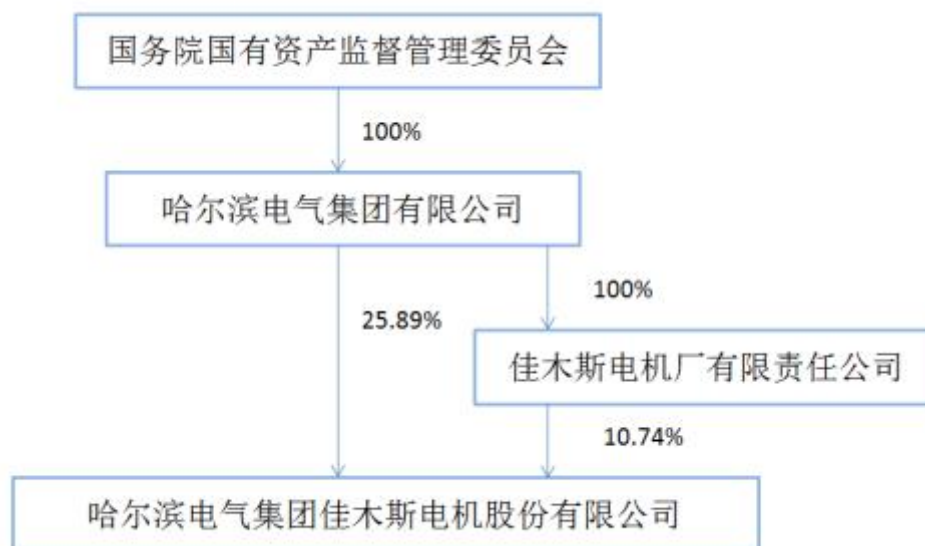 国务院国有资产监督管理委员会
100%
哈尔滨电气集团有限公司
100%
25.89%
佳木斯电机厂有限责任公司
10.74%
哈尔滨电气集团佳木斯电机股份有限公司